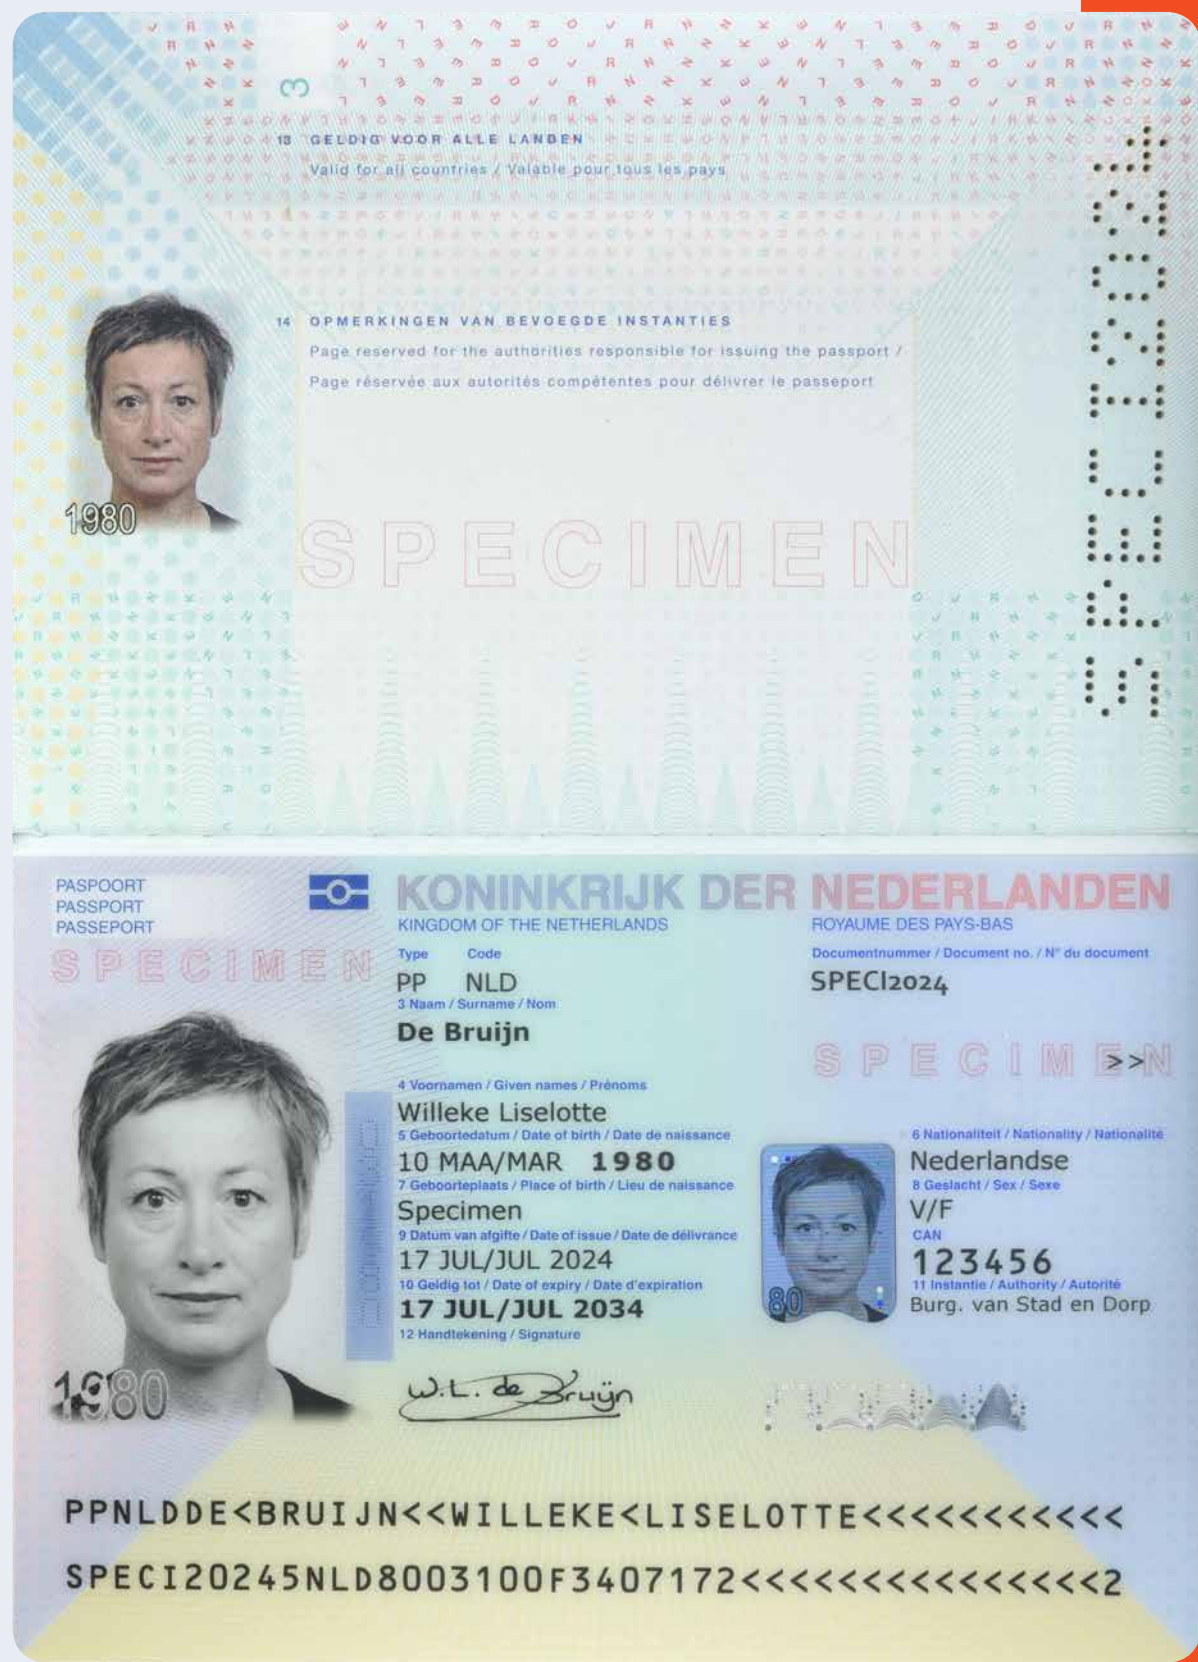 3
13 GELDIG VOOR ALLE LANDEN
Valid for all countries / Valable pour tous les pays
14 OPMERKINGEN VAN BEVOEGDE INSTANTIES
Page reserved for the authorities responsible for issuing the passport /
Page réservée aux autorités compétentes pour délivrer le passeport
1980
SPECIMEN
SPECI2024
PASPOORT
PASSPORT
PASSEPORT
KONINKRIJK DER NEDERLANDEN
KINGDOM OF THE NETHERLANDS
ROYAUME DES PAYS-BAS
SPECIMEN
Type Code
Documentnummer / Document no. / N° du document
PP NLD
SPECI2024
3 Naam / Surname / Nom
De Bruijn
SPECIMEN
>>
4 Voornamen / Given names / Prénoms
Willeke Liselotte
5 Geboortedatum / Date of birth / Date de naissance
6 Nationaliteit / Nationality / Nationalité
10 MAA/MAR 1980
Nederlandse
7 Geboorteplaats / Place of birth / Lieu de naissance
8 Geslacht / Sex / Sexe
Specimen
V/F
9 Datum van afgifte / Date of issue / Date de délivrance
CAN
17 JUL/JUL 2024
123456
10 Geldig tot / Date of expiry / Date d'expiration
11 Instantie / Authority / Autorité
17 JUL/JUL 2034
Burg. van Stad en Dorp
80
12 Handtekening / Signature
W.L. de Bruijn
1980
PPNLDDE<BRUIJN<<WILLEKE<LISELOTTE<<<<<<<<<<<
SPECI20245NLD8003100F3407172<<<<<<<<<<<<<<<2